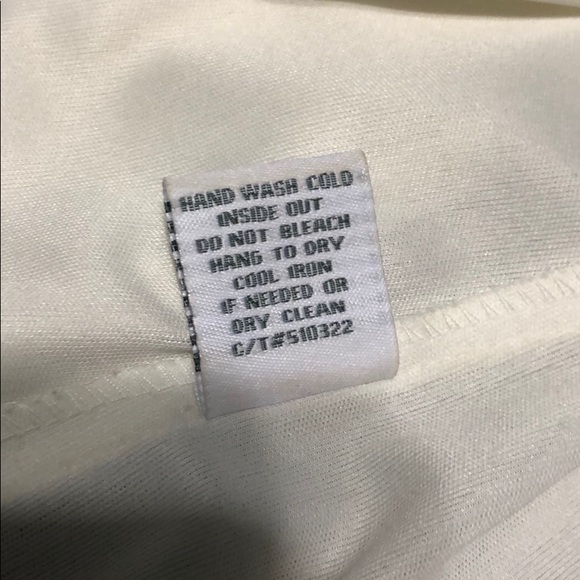 HAND WASH COLD
INSIDE OUT
DO NOT BLEACH
HANG TO DRY
COOL IRON
IF NEEDED OR
DRY CLEAN
C/T#510322